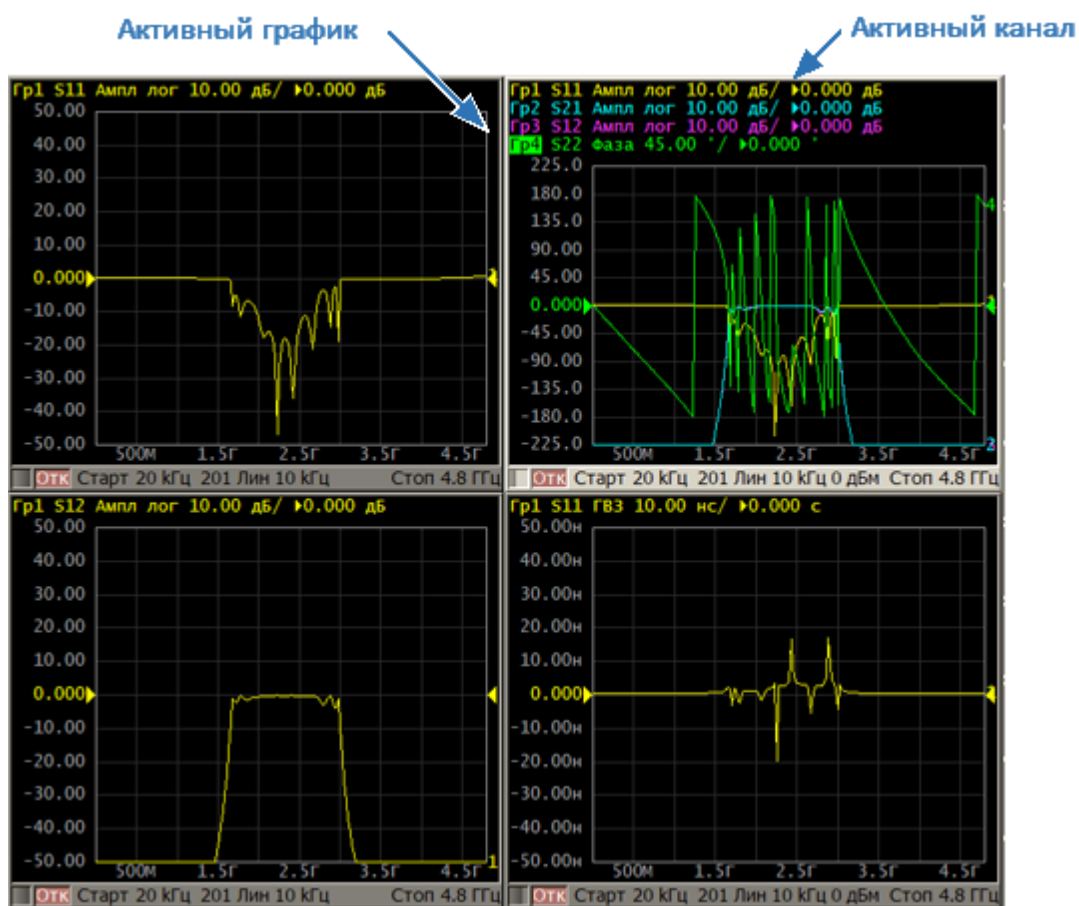 Активный график
Активный канал
Гр1 S11 Ампл лог 10.00 дБ/ ▶0.000 дБ
50.00
40.00
30.00
20.00
10.00
0.000
-10.00
-20.00
-30.00
-40.00
-50.00
500М 1.5г 2.5г 3.5г 4.5г
Отк Старт 20 кГц 201 Лин 10 кГц Стоп 4.8 ГГц
Гр1 S11 Ампл лог 10.00 дБ/ ▶0.000 дБ
Гр2 S21 Ампл лог 10.00 дБ/ ▶0.000 дБ
Гр3 S12 Ампл лог 10.00 дБ/ ▶0.000 дБ
Гр4 S22 Фаза 45.00 °/ ▶0.000 °
225.0
180.0
135.0
90.00
45.00
0.000
-45.00
-90.00
-135.0
-180.0
-225.0
4
2
500М 1.5г 2.5г 3.5г 4.5г
Отк Старт 20 кГц 201 Лин 10 кГц 0 дБм Стоп 4.8 ГГц
Гр1 S12 Ампл лог 10.00 дБ/ ▶0.000 дБ
50.00
40.00
30.00
20.00
10.00
0.000
-10.00
-20.00
-30.00
-40.00
-50.00
1
500М 1.5г 2.5г 3.5г 4.5г
Отк Старт 20 кГц 201 Лин 10 кГц Стоп 4.8 ГГц
Гр1 S11 ГВЗ 10.00 нс/ ▶0.000 с
50.00н
40.00н
30.00н
20.00н
10.00н
0.000
-10.00н
-20.00н
-30.00н
-40.00н
-50.00н
500М 1.5г 2.5г 3.5г 4.5г
Отк Старт 20 кГц 201 Лин 10 кГц 0 дБм Стоп 4.8 ГГц